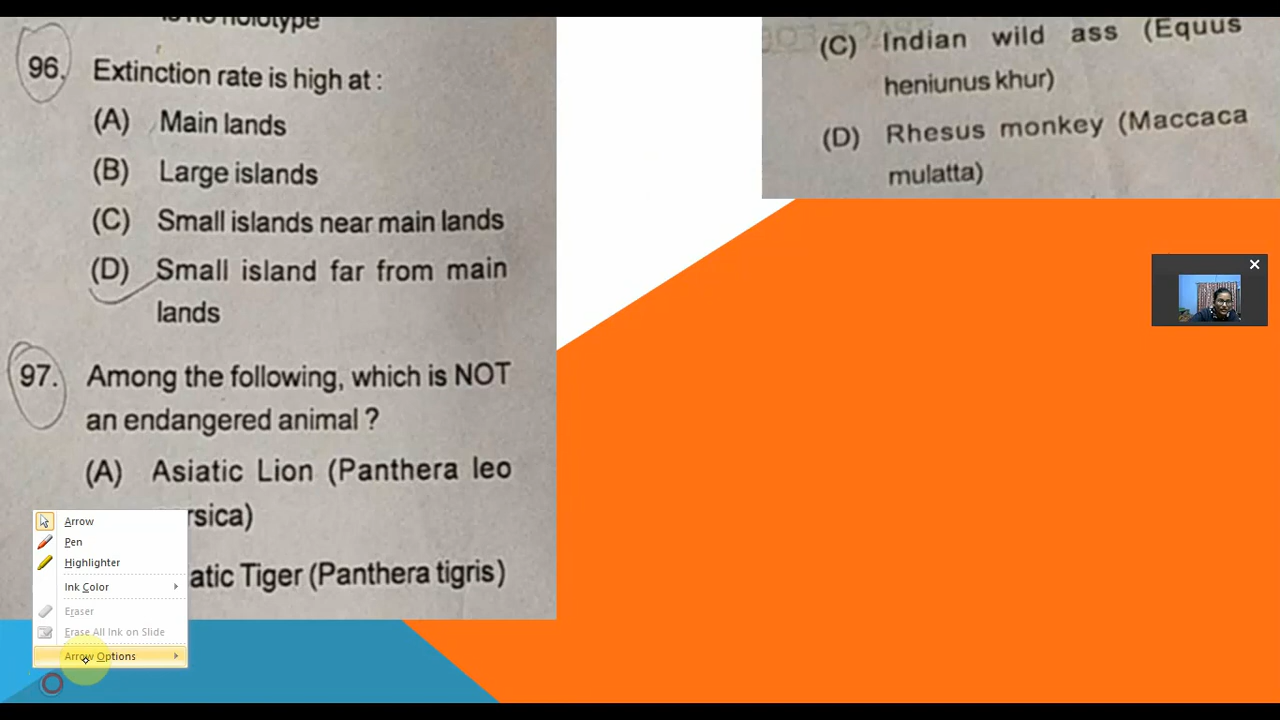 is no holotype
96. Extinction rate is high at :
(A) Main lands
(B) Large islands
(C) Small islands near main lands
(D) Small island far from main
lands
97. Among the following, which is NOT
an endangered animal ?
(A) Asiatic Lion (Panthera leo
rsica)
atic Tiger (Panthera tigris)
(C) Indian wild ass (Equus
heniunus khur)
(D) Rhesus monkey (Maccaca
mulatta)
Arrow
Pen
Highlighter
Ink Color
Eraser
Erase All Ink on Slide
Arrow Options